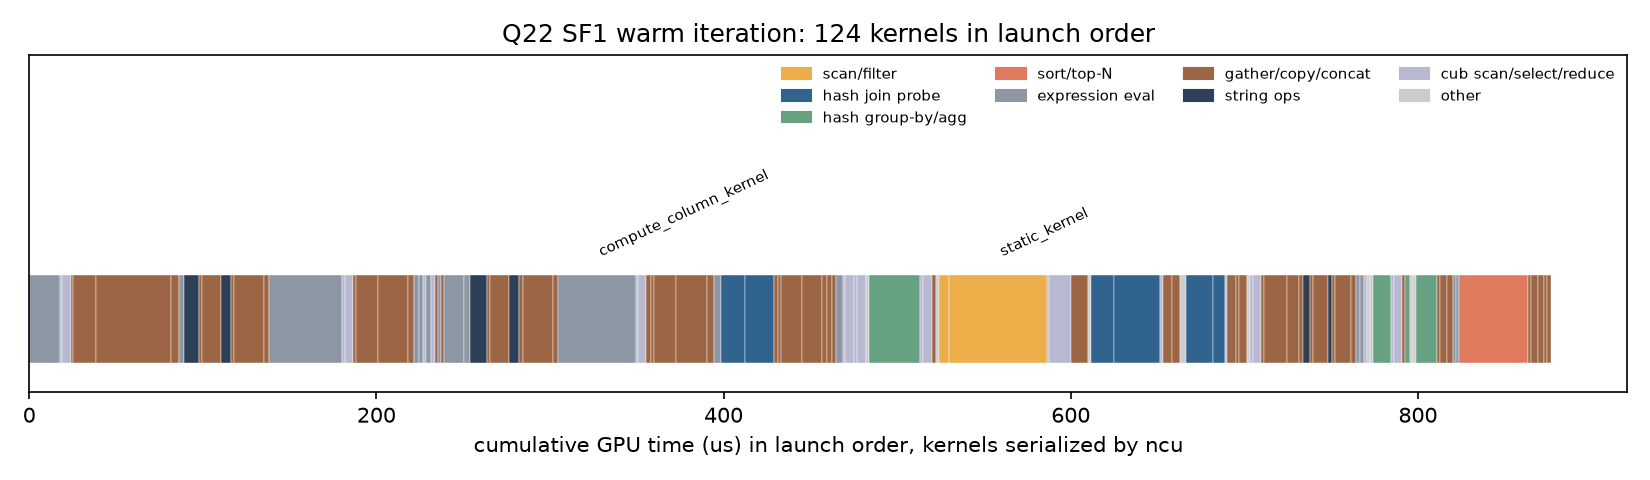 Q22 SF1 warm iteration: 124 kernels in launch order
scan/filter
hash join probe
hash group-by/agg
sort/top-N
expression eval
gather/copy/concat
string ops
cub scan/select/reduce
other
compute_column_kernel
static_kernel
0 200 400 600 800
cumulative GPU time (us) in launch order, kernels serialized by ncu